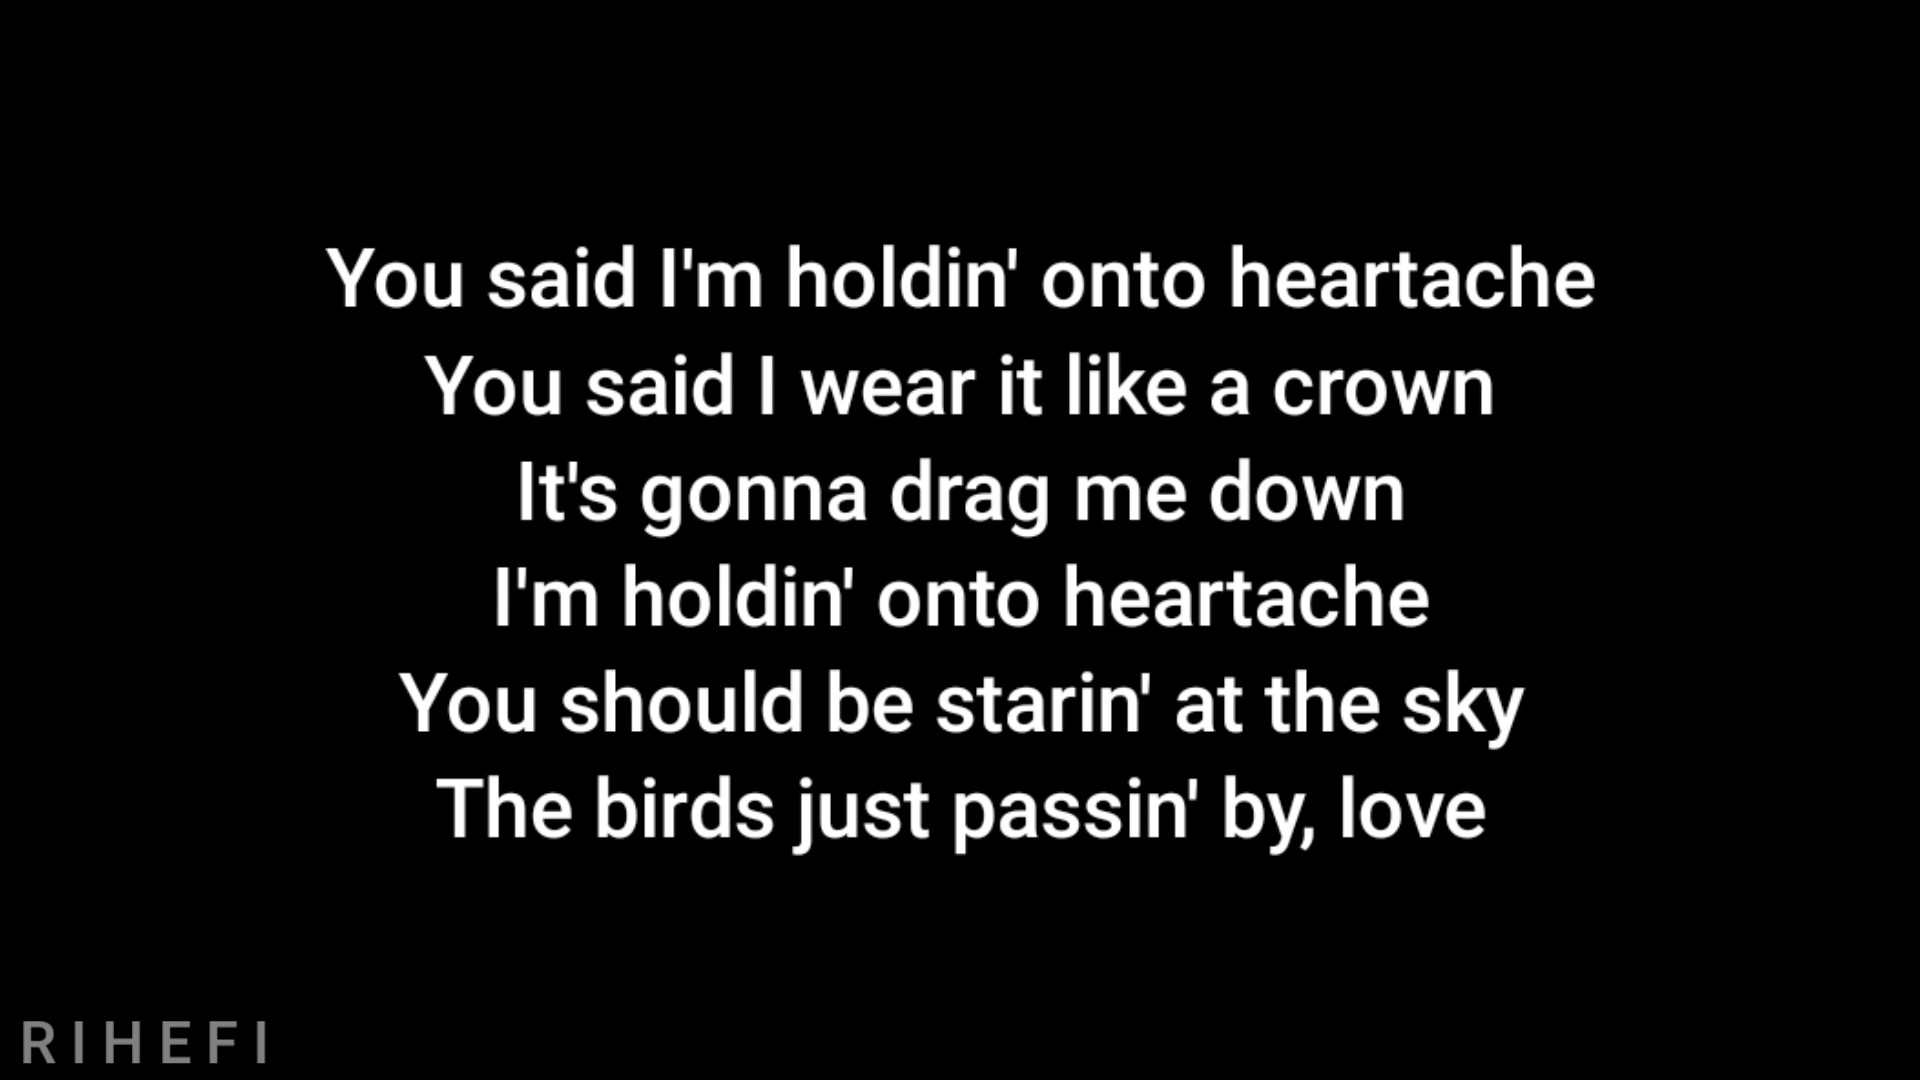 You said I'm holdin' onto heartache
You said I wear it like a crown
It's gonna drag me down
I'm holdin' onto heartache
You should be starin' at the sky
The birds just passin' by, love
RIHEFI